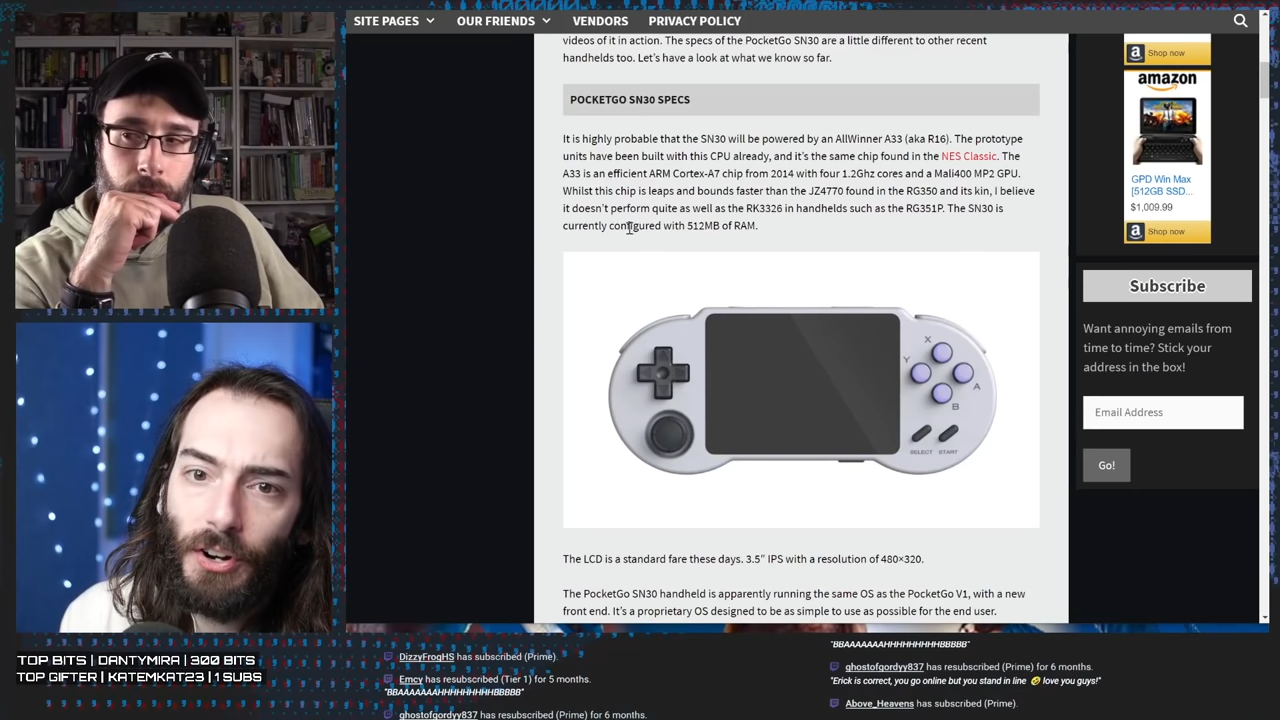 SITE PAGES
OUR FRIENDS
VENDORS
PRIVACY POLICY
videos of it in action. The specs of the PocketGo SN30 are a little different to other recent
handhelds too. Let's have a look at what we know so far.
POCKETGO SN30 SPECS
It is highly probable that the SN30 will be powered by an AllWinner A33 (aka R16). The prototype
units have been built with this CPU already, and it's the same chip found in the NES Classic. The
A33 is an efficient ARM Cortex-A7 chip from 2014 with four 1.2Ghz cores and a Mali400 MP2 GPU.
Whilst this chip is leaps and bounds faster than the JZ4770 found in the RG350 and its kin, I believe
it doesn't perform quite as well as the RK3326 in handhelds such as the RG351P. The SN30 is
currently configured with 512MB of RAM.
X
Y
A
B
SELECT START
The LCD is a standard fare these days. 3.5″ IPS with a resolution of 480×320.
The PocketGo SN30 handheld is apparently running the same OS as the PocketGo V1, with a new
front end. It's a proprietary OS designed to be as simple to use as possible for the end user.
a Shop now
amazon
GPD Win Max
[512GB SSD...
$1,009.99
a Shop now
Subscribe
Want annoying emails from
time to time? Stick your
address in the box!
Email Address
Go!
TOP BITS | DANTYMIRA | 300 BITS
TOP GIFTER | KATEMKAT23 | 1 SUBS
DizzyFrogHS has subscribed (Prime).
Emcy has resubscribed (Tier 1) for 5 months.
ghostofgordyy837 has resubscribed (Prime) for 6 months.
ghostofgordyy837 has resubscribed (Prime) for 6 months.
"Erick is correct, you go online but you stand in line 🤣 love you guys!"
Above_Heavens has subscribed (Prime).